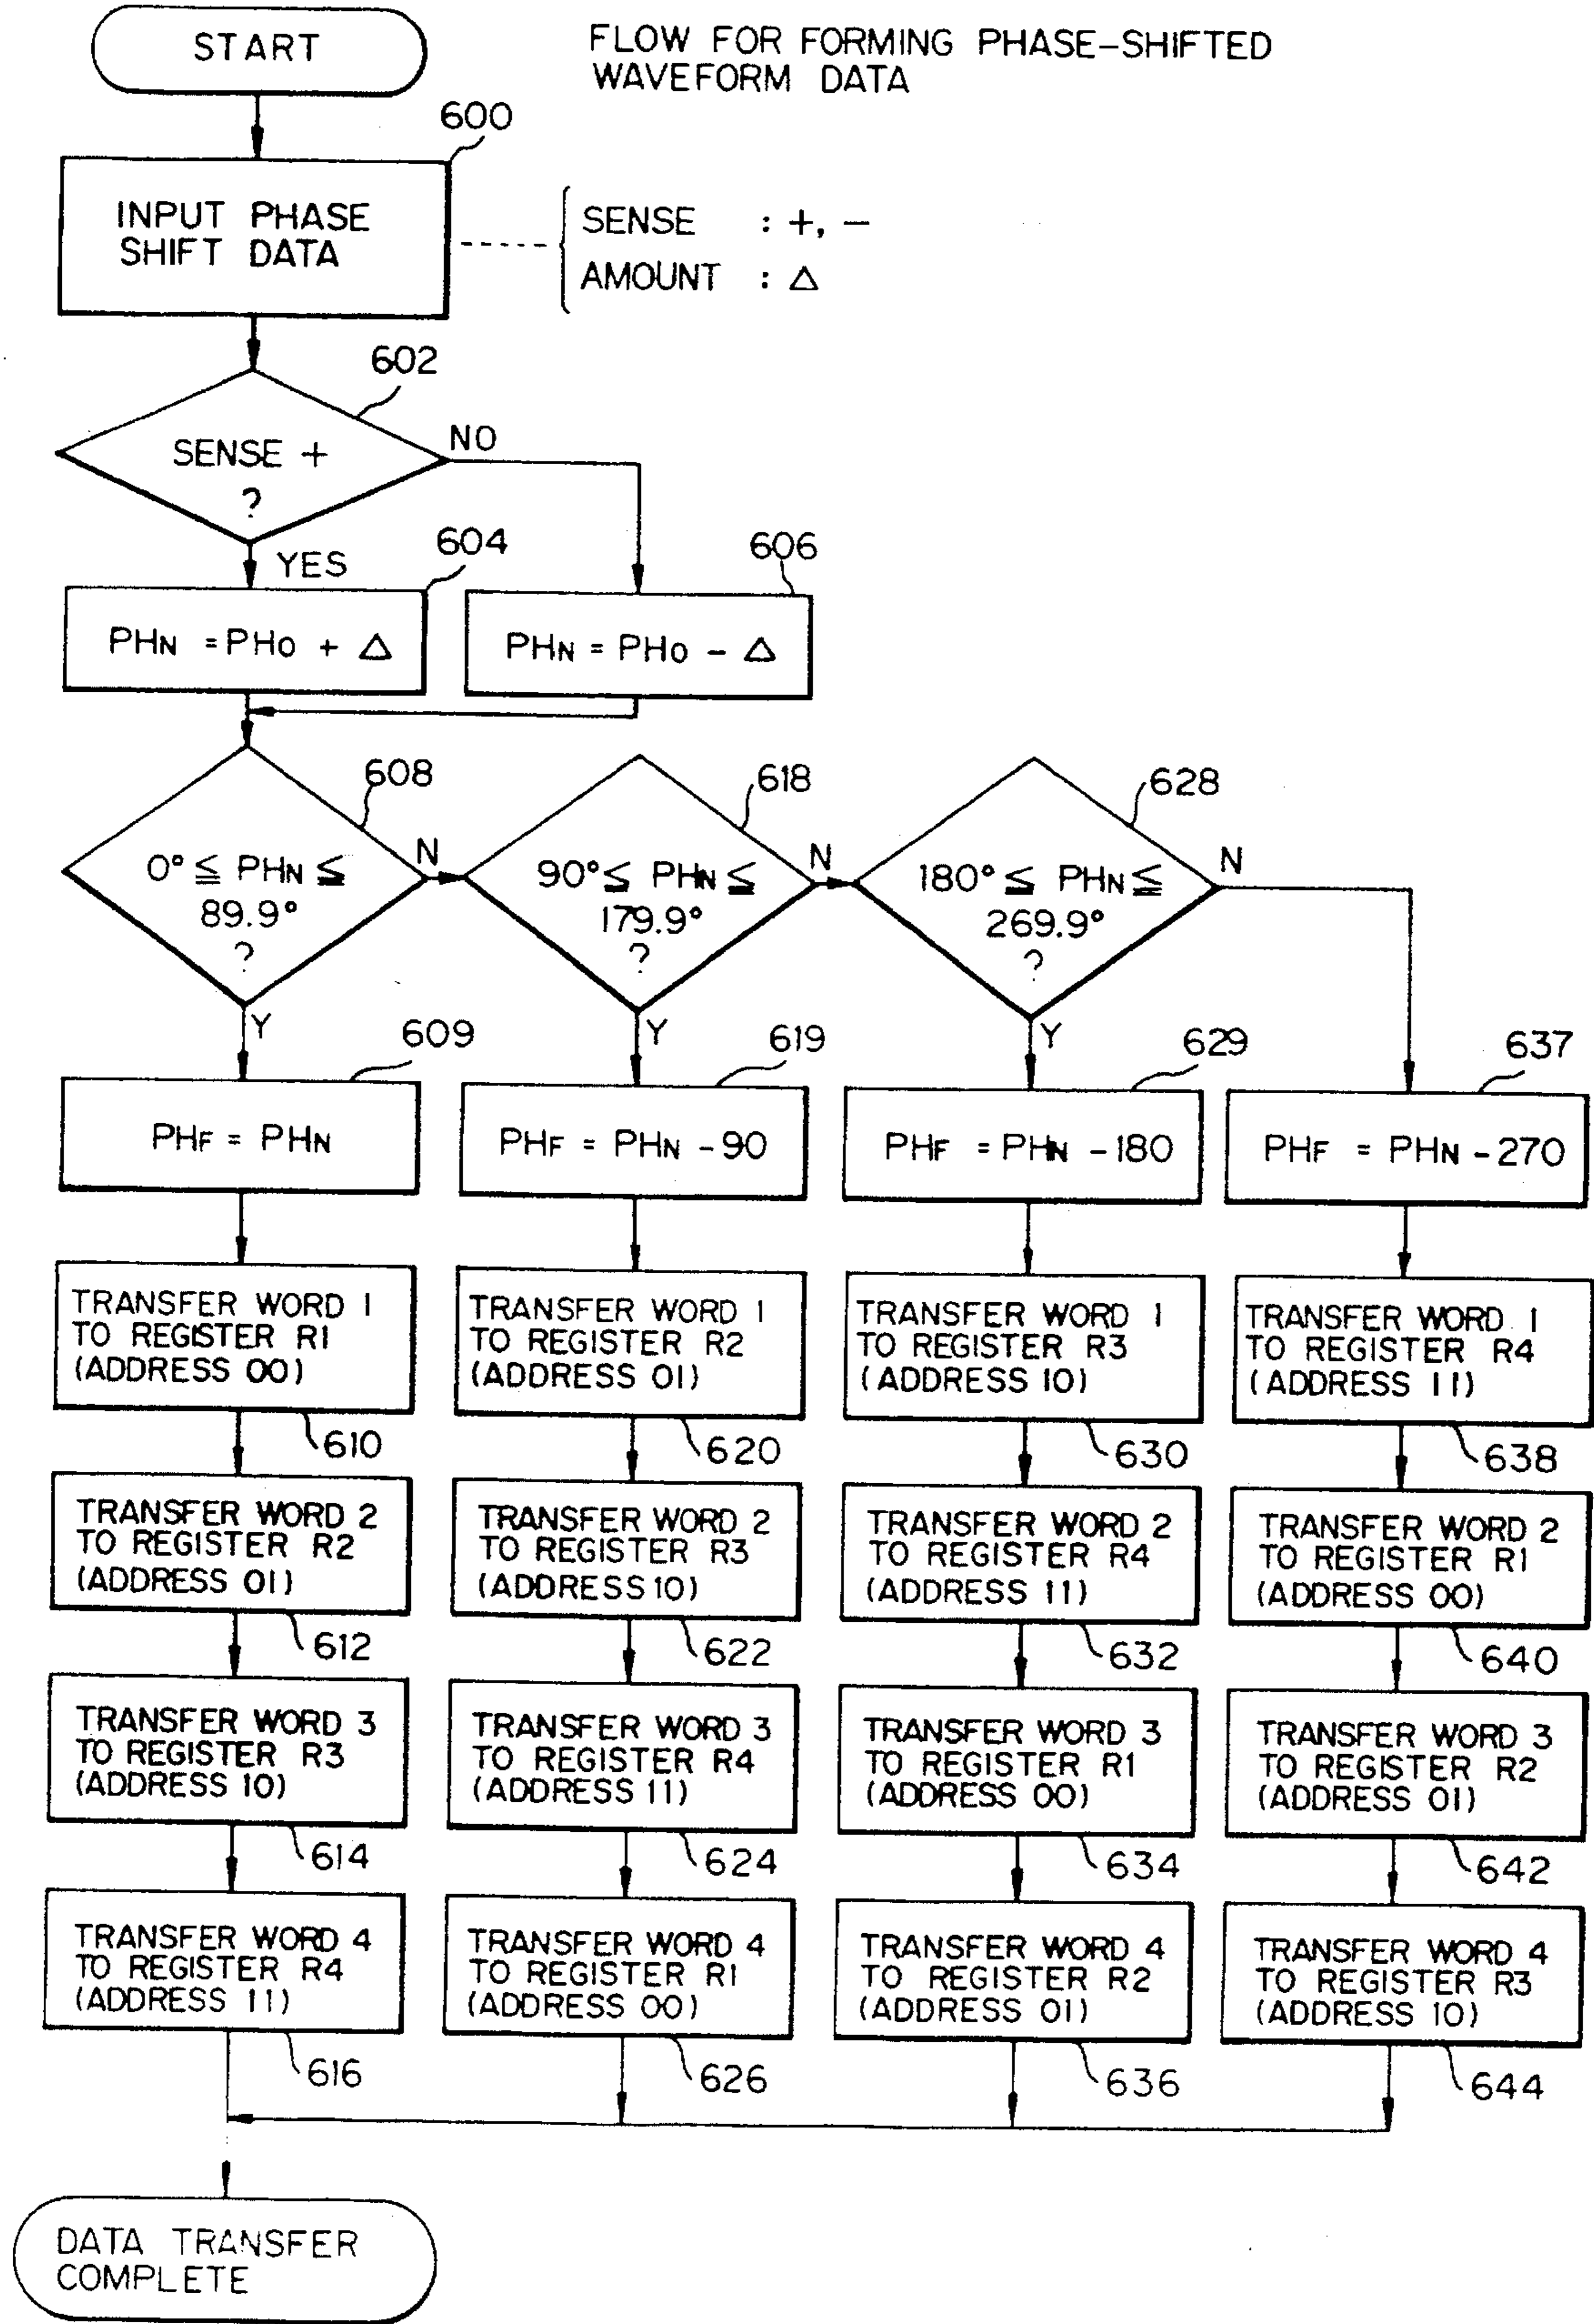 START
FLOW FOR FORMING PHASE-SHIFTED
WAVEFORM DATA
600
INPUT PHASE
SHIFT DATA
SENSE : +, −
AMOUNT : △
602
SENSE +
?
NO
YES
604
PHN = PHO + △
606
PHN = PHO − △
608
0° ≦ PHN ≦
89.9°
?
N
Y
618
90° ≦ PHN ≦
179.9°
?
N
Y
628
180° ≦ PHN ≦
269.9°
?
N
Y
609
PHF = PHN
619
PHF = PHN − 90
629
PHF = PHN − 180
637
PHF = PHN − 270
TRANSFER WORD 1
TO REGISTER R1
(ADDRESS 00)
610
TRANSFER WORD 1
TO REGISTER R2
(ADDRESS 01)
620
TRANSFER WORD 1
TO REGISTER R3
(ADDRESS 10)
630
TRANSFER WORD 1
TO REGISTER R4
(ADDRESS 11)
638
TRANSFER WORD 2
TO REGISTER R2
(ADDRESS 01)
612
TRANSFER WORD 2
TO REGISTER R3
(ADDRESS 10)
622
TRANSFER WORD 2
TO REGISTER R4
(ADDRESS 11)
632
TRANSFER WORD 2
TO REGISTER R1
(ADDRESS 00)
640
TRANSFER WORD 3
TO REGISTER R3
(ADDRESS 10)
614
TRANSFER WORD 3
TO REGISTER R4
(ADDRESS 11)
624
TRANSFER WORD 3
TO REGISTER R1
(ADDRESS 00)
634
TRANSFER WORD 3
TO REGISTER R2
(ADDRESS 01)
642
TRANSFER WORD 4
TO REGISTER R4
(ADDRESS 11)
616
TRANSFER WORD 4
TO REGISTER R1
(ADDRESS 00)
626
TRANSFER WORD 4
TO REGISTER R2
(ADDRESS 01)
636
TRANSFER WORD 4
TO REGISTER R3
(ADDRESS 10)
644
DATA TRANSFER
COMPLETE